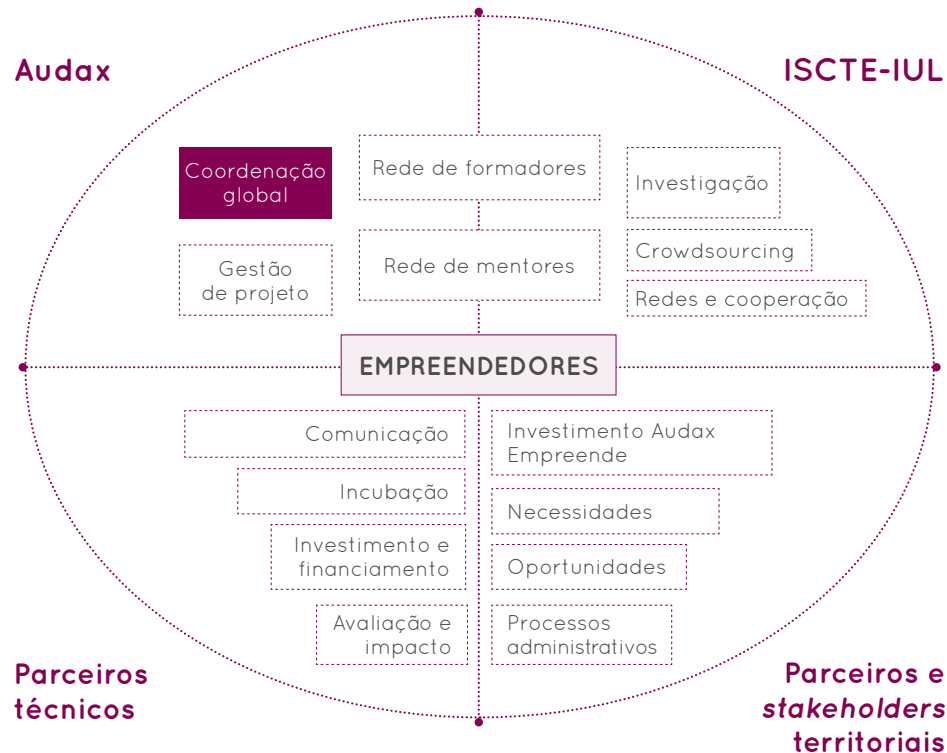 Audax
ISCTE-IUL
Coordenação
global
Rede de formadores
Investigação
Gestão
de projeto
Rede de mentores
Crowdsourcing
Redes e cooperação
EMPREENDEDORES
Comunicação
Incubação
Investimento e
financiamento
Avaliação e
impacto
Investimento Audax
Empreende
Necessidades
Oportunidades
Processos
administrativos
Parceiros
técnicos
Parceiros e
stakeholders
territoriais